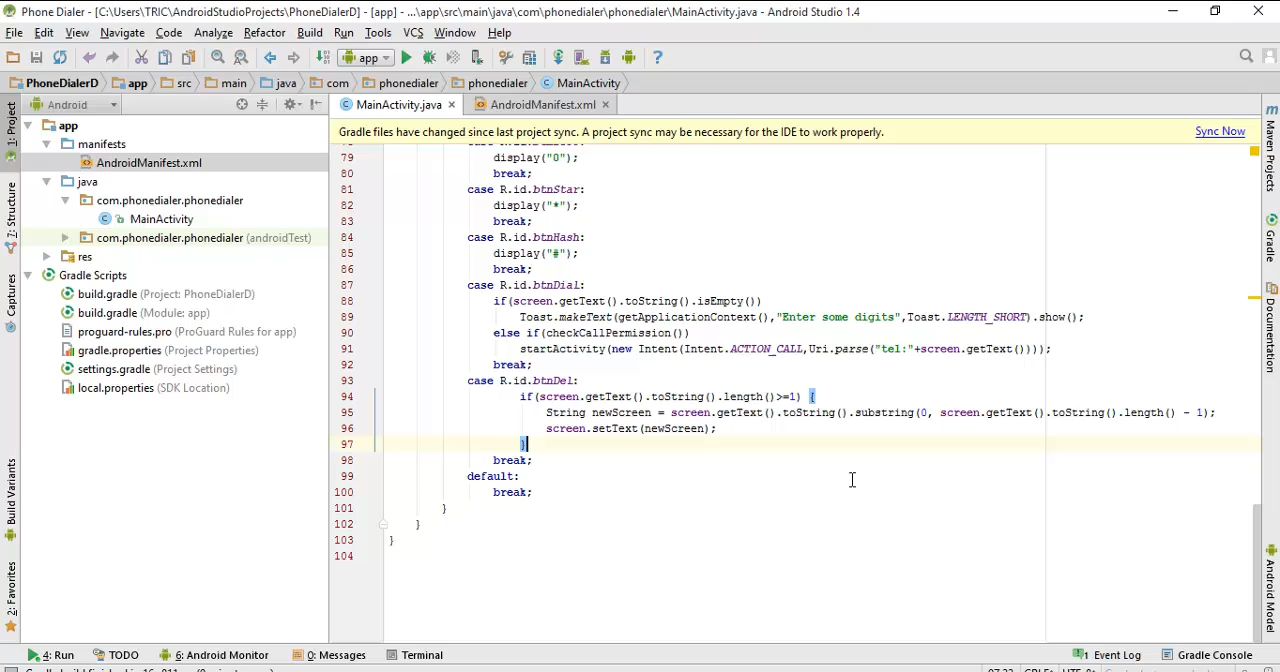 Phone Dialer - [C:\Users\TRIC\AndroidStudioProjects\PhoneDialerD] - [app] - ...\app\src\main\java\com\phonedialer\phonedialer\MainActivity.java - Android Studio 1.4
File Edit View Navigate Code Analyze Refactor Build Run Tools VCS Window Help
app
PhoneDialerD app src main java com phonedialer phonedialer MainActivity
1: Project
Android
MainActivity.java
AndroidManifest.xml
Gradle files have changed since last project sync. A project sync may be necessary for the IDE to work properly. Sync Now
app
manifests
AndroidManifest.xml
java
com.phonedialer.phonedialer
MainActivity
com.phonedialer.phonedialer (androidTest)
res
Gradle Scripts
build.gradle (Project: PhoneDialerD)
build.gradle (Module: app)
proguard-rules.pro (ProGuard Rules for app)
gradle.properties (Project Properties)
settings.gradle (Project Settings)
local.properties (SDK Location)
7: Structure
Captures
Build Variants
2: Favorites
79 display("0");
80 break;
81 case R.id.btnStar:
82 display("*");
83 break;
84 case R.id.btnHash:
85 display("#");
86 break;
87 case R.id.btnDial:
88 if(screen.getText().toString().isEmpty())
89 Toast.makeText(getApplicationContext(),"Enter some digits",Toast.LENGTH_SHORT).show();
90 else if(checkCallPermission())
91 startActivity(new Intent(Intent.ACTION_CALL,Uri.parse("tel:"+screen.getText())));
92 break;
93 case R.id.btnDel:
94 if(screen.getText().toString().length()>=1) {
95 String newScreen = screen.getText().toString().substring(0, screen.getText().toString().length() - 1);
96 screen.setText(newScreen);
97 }
98 break;
99 default:
100 break;
101 }
102 }
103 }
104
Maven Projects
Gradle
Documentation
Android Model
4: Run TODO 6: Android Monitor 0: Messages Terminal 1 Event Log Gradle Console